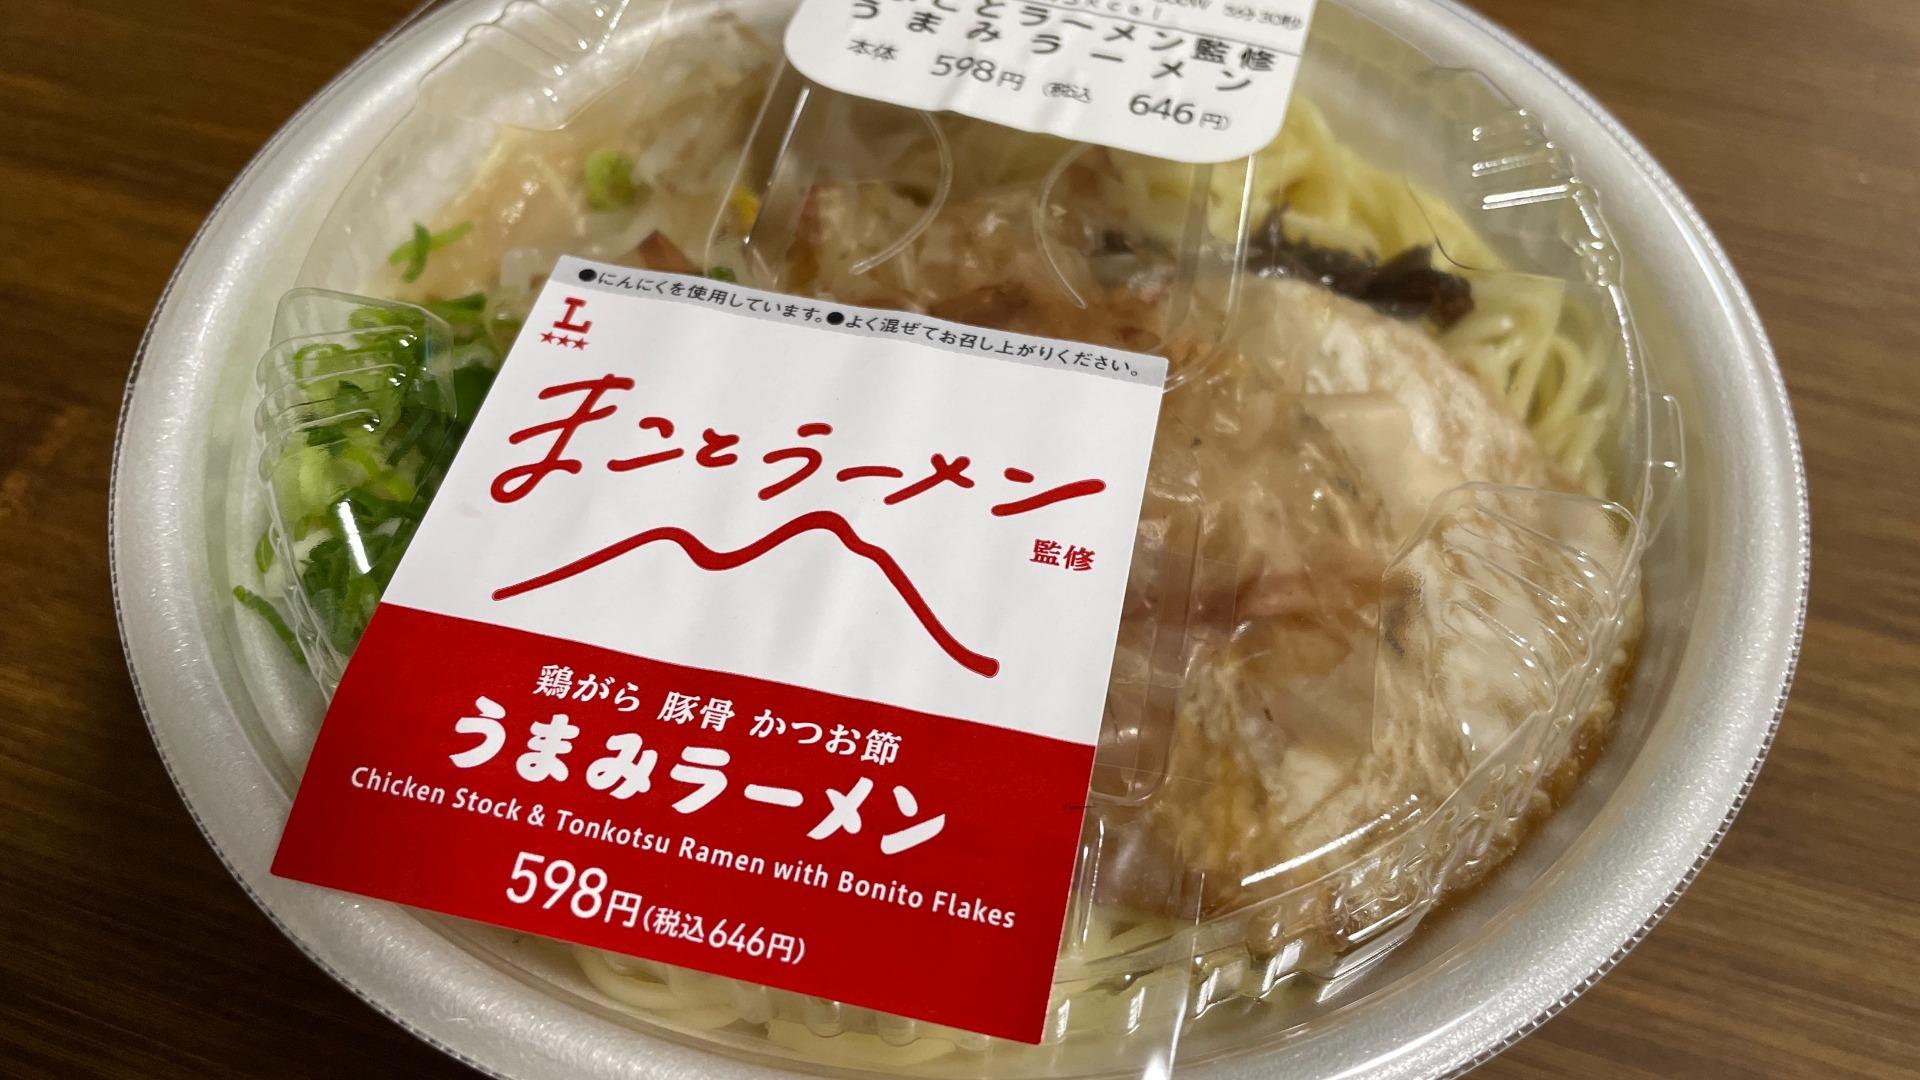 5分30秒
とラーメン監修
うまみラーメン
本体 598円 (税込 646円)
●にんにくを使用しています。●よく混ぜてお召し上がりください。
L
★★★
まことラーメン
監修
鶏がら 豚骨 かつお節
うまみラーメン
Chicken Stock & Tonkotsu Ramen with Bonito Flakes
598円(税込646円)